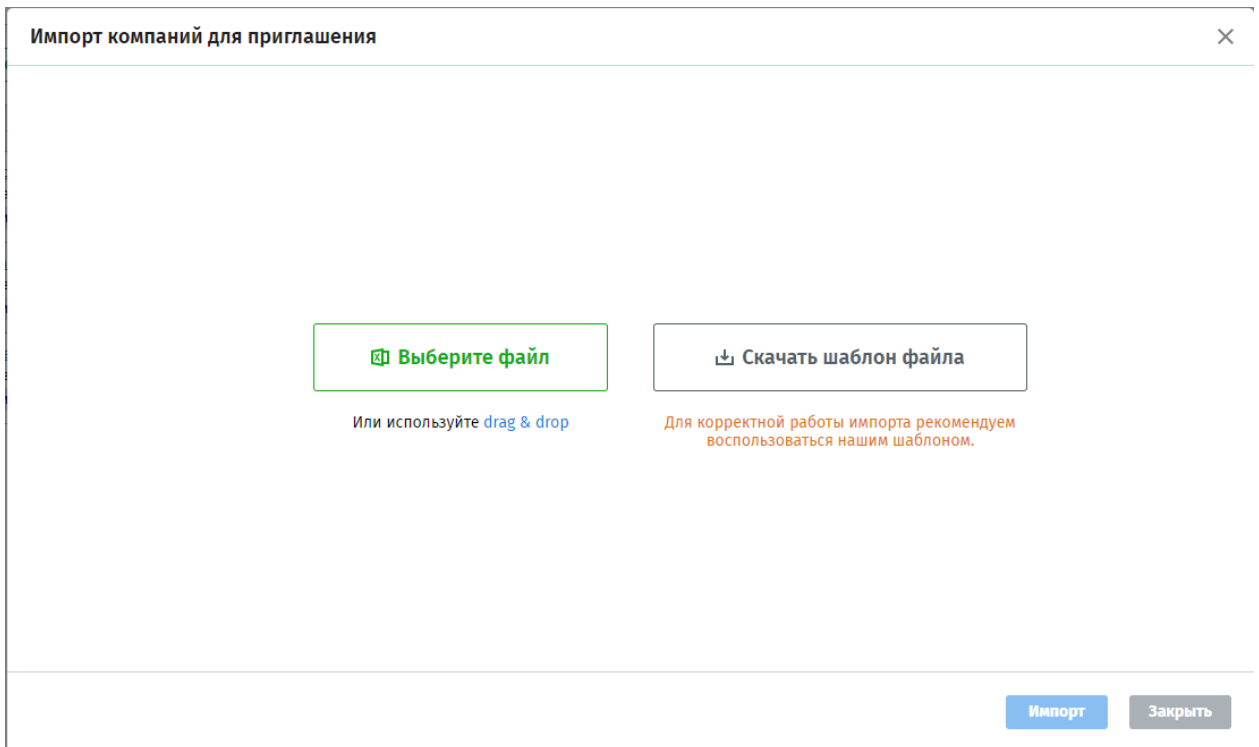 Импорт компаний для приглашения
Выберите файл
Скачать шаблон файла
Или используйте drag & drop
Для корректной работы импорта рекомендуем
воспользоваться нашим шаблоном.
Импорт
Закрыть